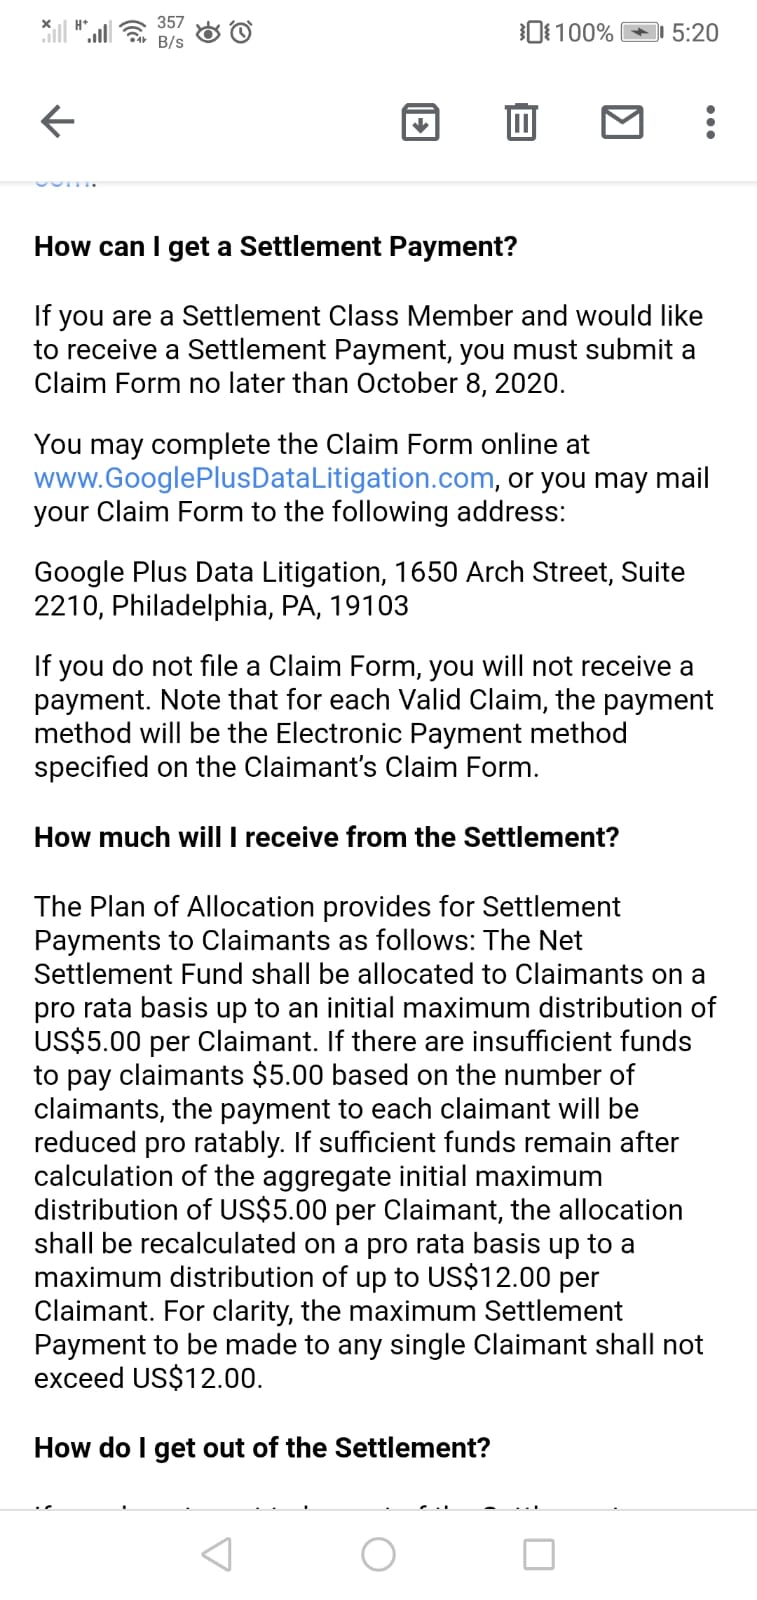 357
B/s
H+
100%
5:20
How can I get a Settlement Payment?
If you are a Settlement Class Member and would like
to receive a Settlement Payment, you must submit a
Claim Form no later than October 8, 2020.
You may complete the Claim Form online at
www.GooglePlusDataLitigation.com, or you may mail
your Claim Form to the following address:
Google Plus Data Litigation, 1650 Arch Street, Suite
2210, Philadelphia, PA, 19103
If you do not file a Claim Form, you will not receive a
payment. Note that for each Valid Claim, the payment
method will be the Electronic Payment method
specified on the Claimant's Claim Form.
How much will I receive from the Settlement?
The Plan of Allocation provides for Settlement
Payments to Claimants as follows: The Net
Settlement Fund shall be allocated to Claimants on a
pro rata basis up to an initial maximum distribution of
US$5.00 per Claimant. If there are insufficient funds
to pay claimants $5.00 based on the number of
claimants, the payment to each claimant will be
reduced pro ratably. If sufficient funds remain after
calculation of the aggregate initial maximum
distribution of US$5.00 per Claimant, the allocation
shall be recalculated on a pro rata basis up to a
maximum distribution of up to US$12.00 per
Claimant. For clarity, the maximum Settlement
Payment to be made to any single Claimant shall not
exceed US$12.00.
How do I get out of the Settlement?